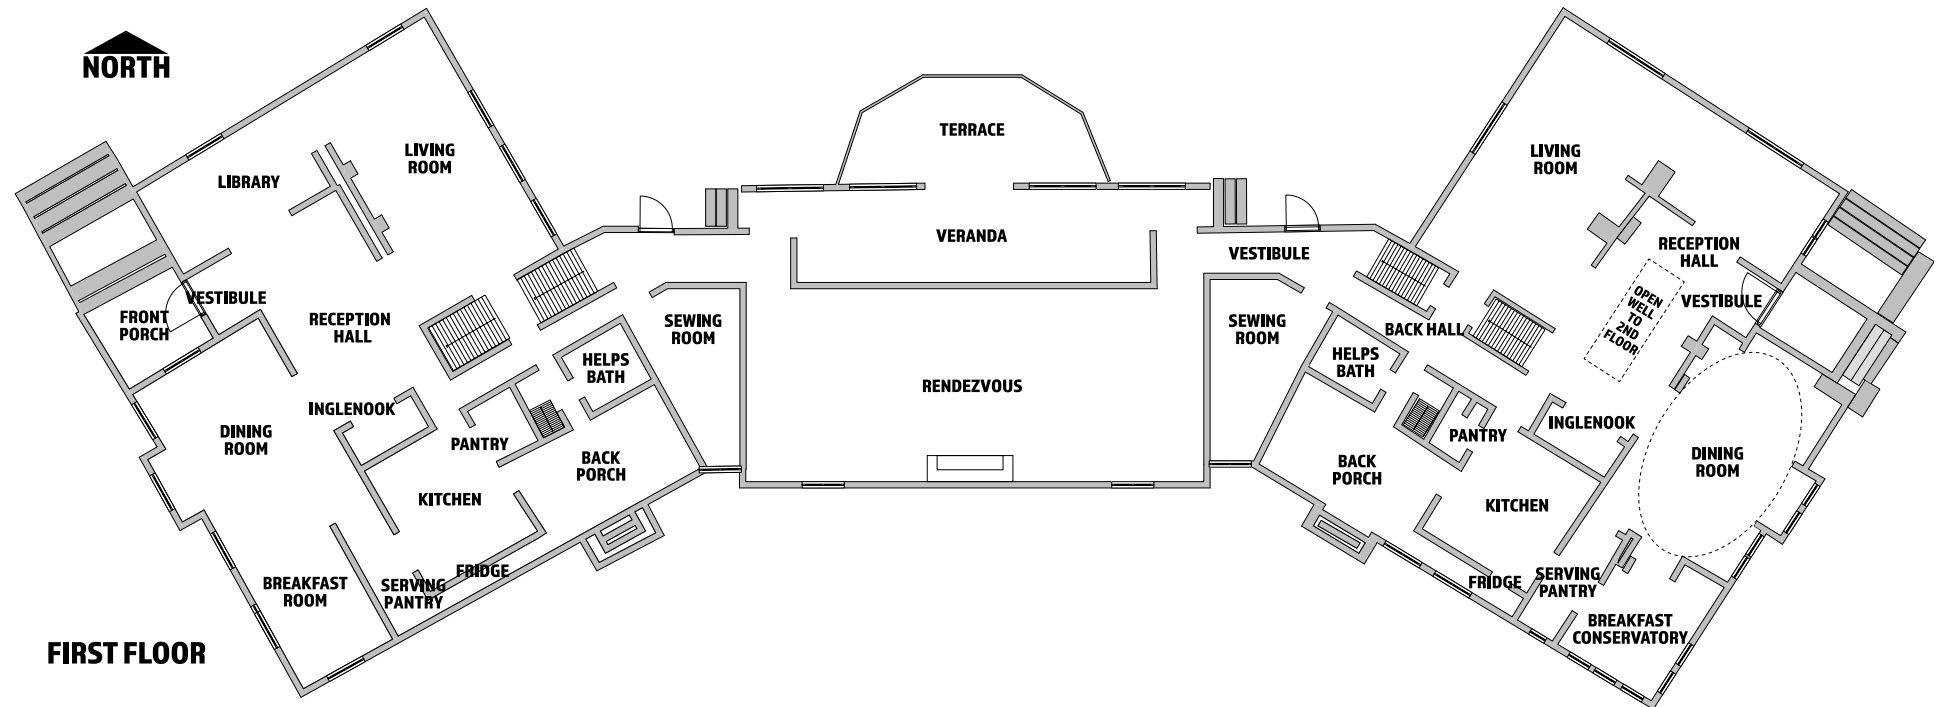 NORTH
TERRACE
LIBRARY
LIVING
ROOM
LIVING
ROOM
VERANDA
VESTIBULE
RECEPTION
HALL
VESTIBULE
VESTIBULE
FRONT
PORCH
RECEPTION
HALL
SEWING
ROOM
SEWING
ROOM
BACK HALL
OPEN
WELL
TO
2ND
FLOOR
HELPS
BATH
HELPS
BATH
RENDEZVOUS
INGLENOOK
INGLENOOK
DINING
ROOM
PANTRY
PANTRY
BACK
PORCH
BACK
PORCH
DINING
ROOM
KITCHEN
KITCHEN
BREAKFAST
ROOM
SERVING
PANTRY
FRIDGE
FRIDGE
SERVING
PANTRY
BREAKFAST
CONSERVATORY
FIRST FLOOR